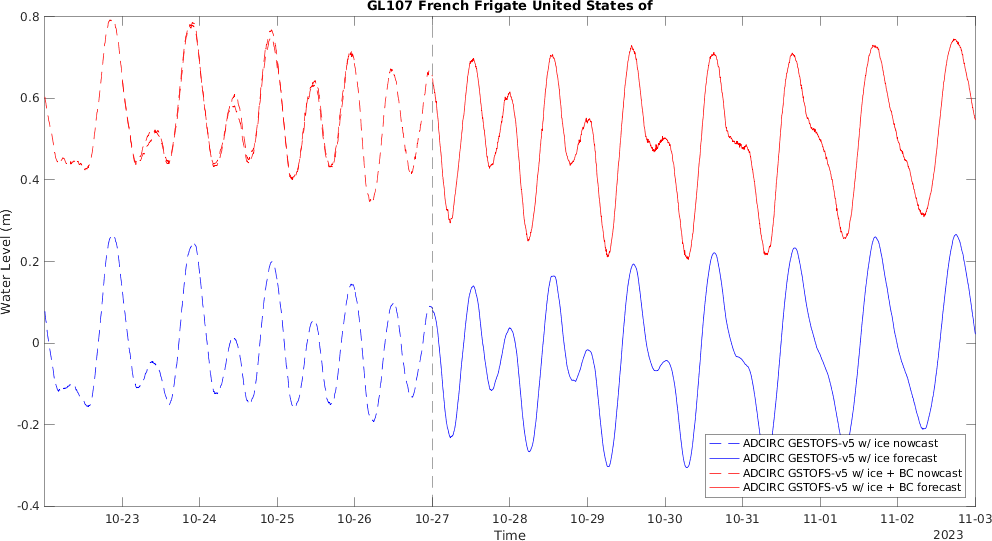 GL107 French Frigate United States of
Water Level (m)
0.8
0.6
0.4
0.2
0
-0.2
-0.4
ADCIRC GESTOFS-v5 w/ ice nowcast
ADCIRC GESTOFS-v5 w/ ice forecast
ADCIRC GSTOFS-v5 w/ ice + BC nowcast
ADCIRC GSTOFS-v5 w/ ice + BC forecast
10-23 10-24 10-25 10-26 10-27 10-28 10-29 10-30 10-31 11-01 11-02 11-03
Time
2023